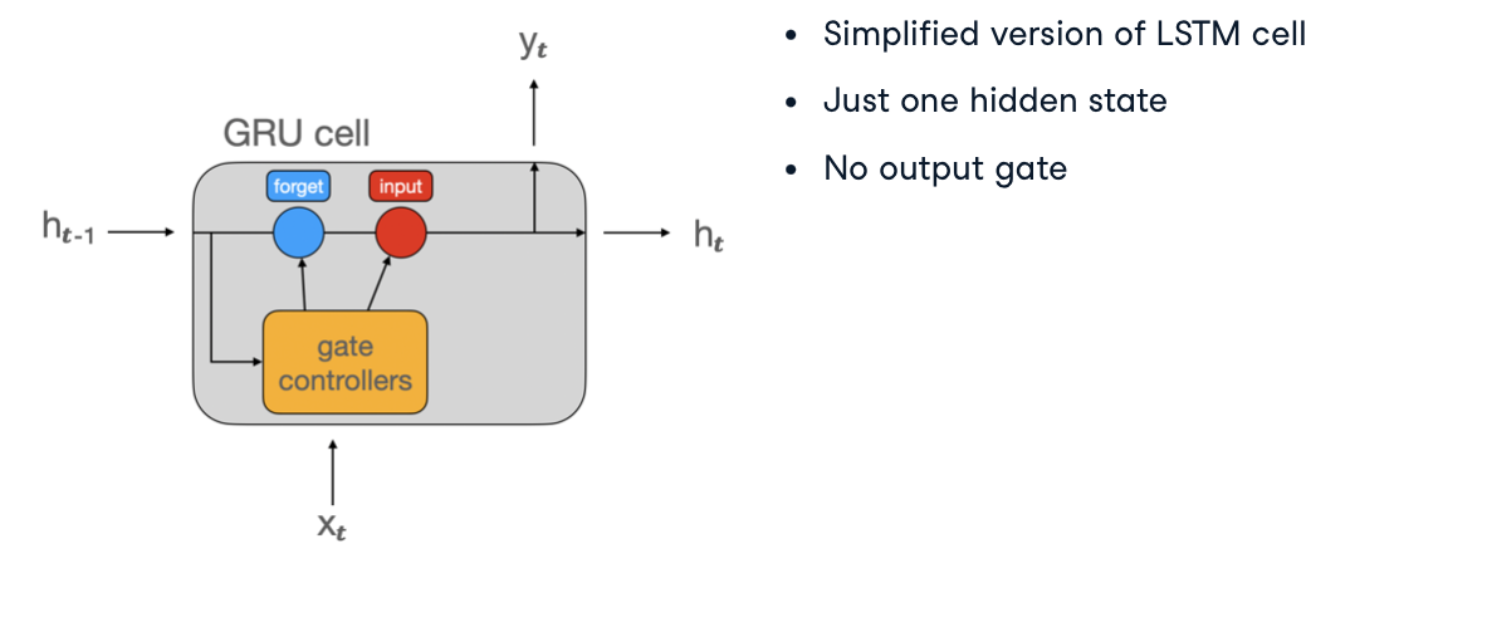 y_t
GRU cell
forget
input
h_t-1
h_t
gate
controllers
x_t
• Simplified version of LSTM cell
• Just one hidden state
• No output gate